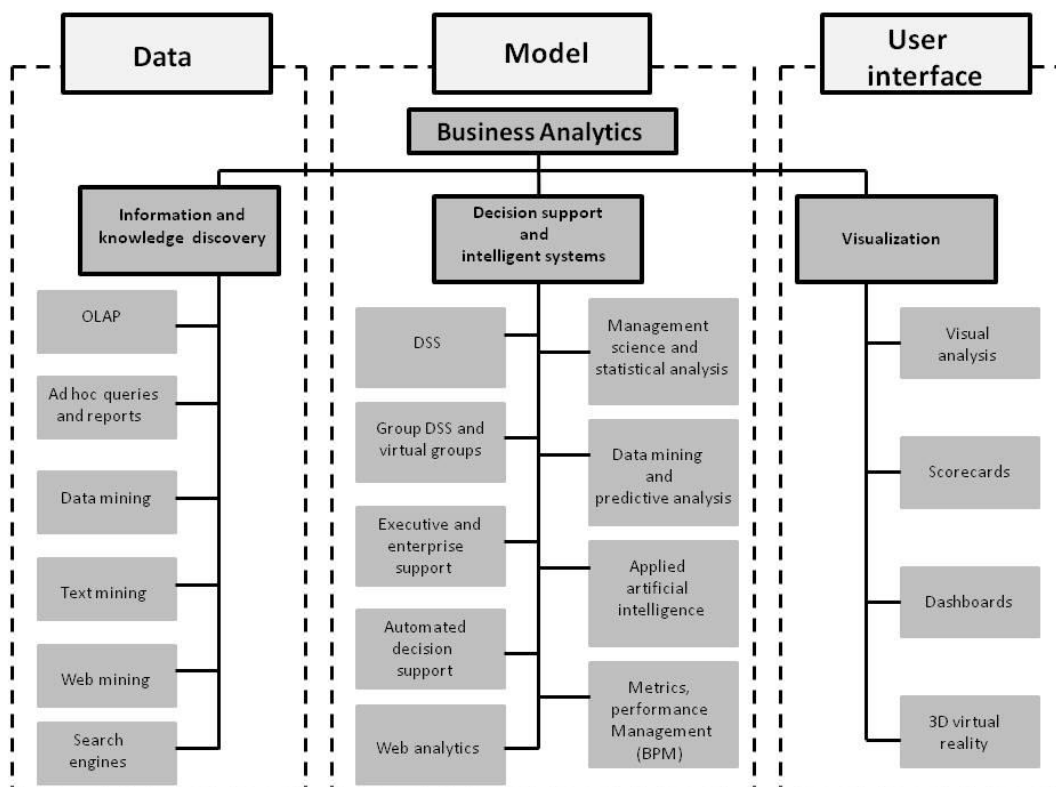 Data
Model
User
interface
Business Analytics
Information and
knowledge discovery
OLAP
Ad hoc queries
and reports
Data mining
Text mining
Web mining
Search
engines
Decision support
and
intelligent systems
DSS
Group DSS and
virtual groups
Executive and
enterprise support
Automated
decision
support
Web analytics
Management
science and
statistical analysis
Data mining
and
predictive analysis
Applied
artificial
intelligence
Metrics,
performance
Management
(BPM)
Visualization
Visual
analysis
Scorecards
Dashboards
3D virtual
reality